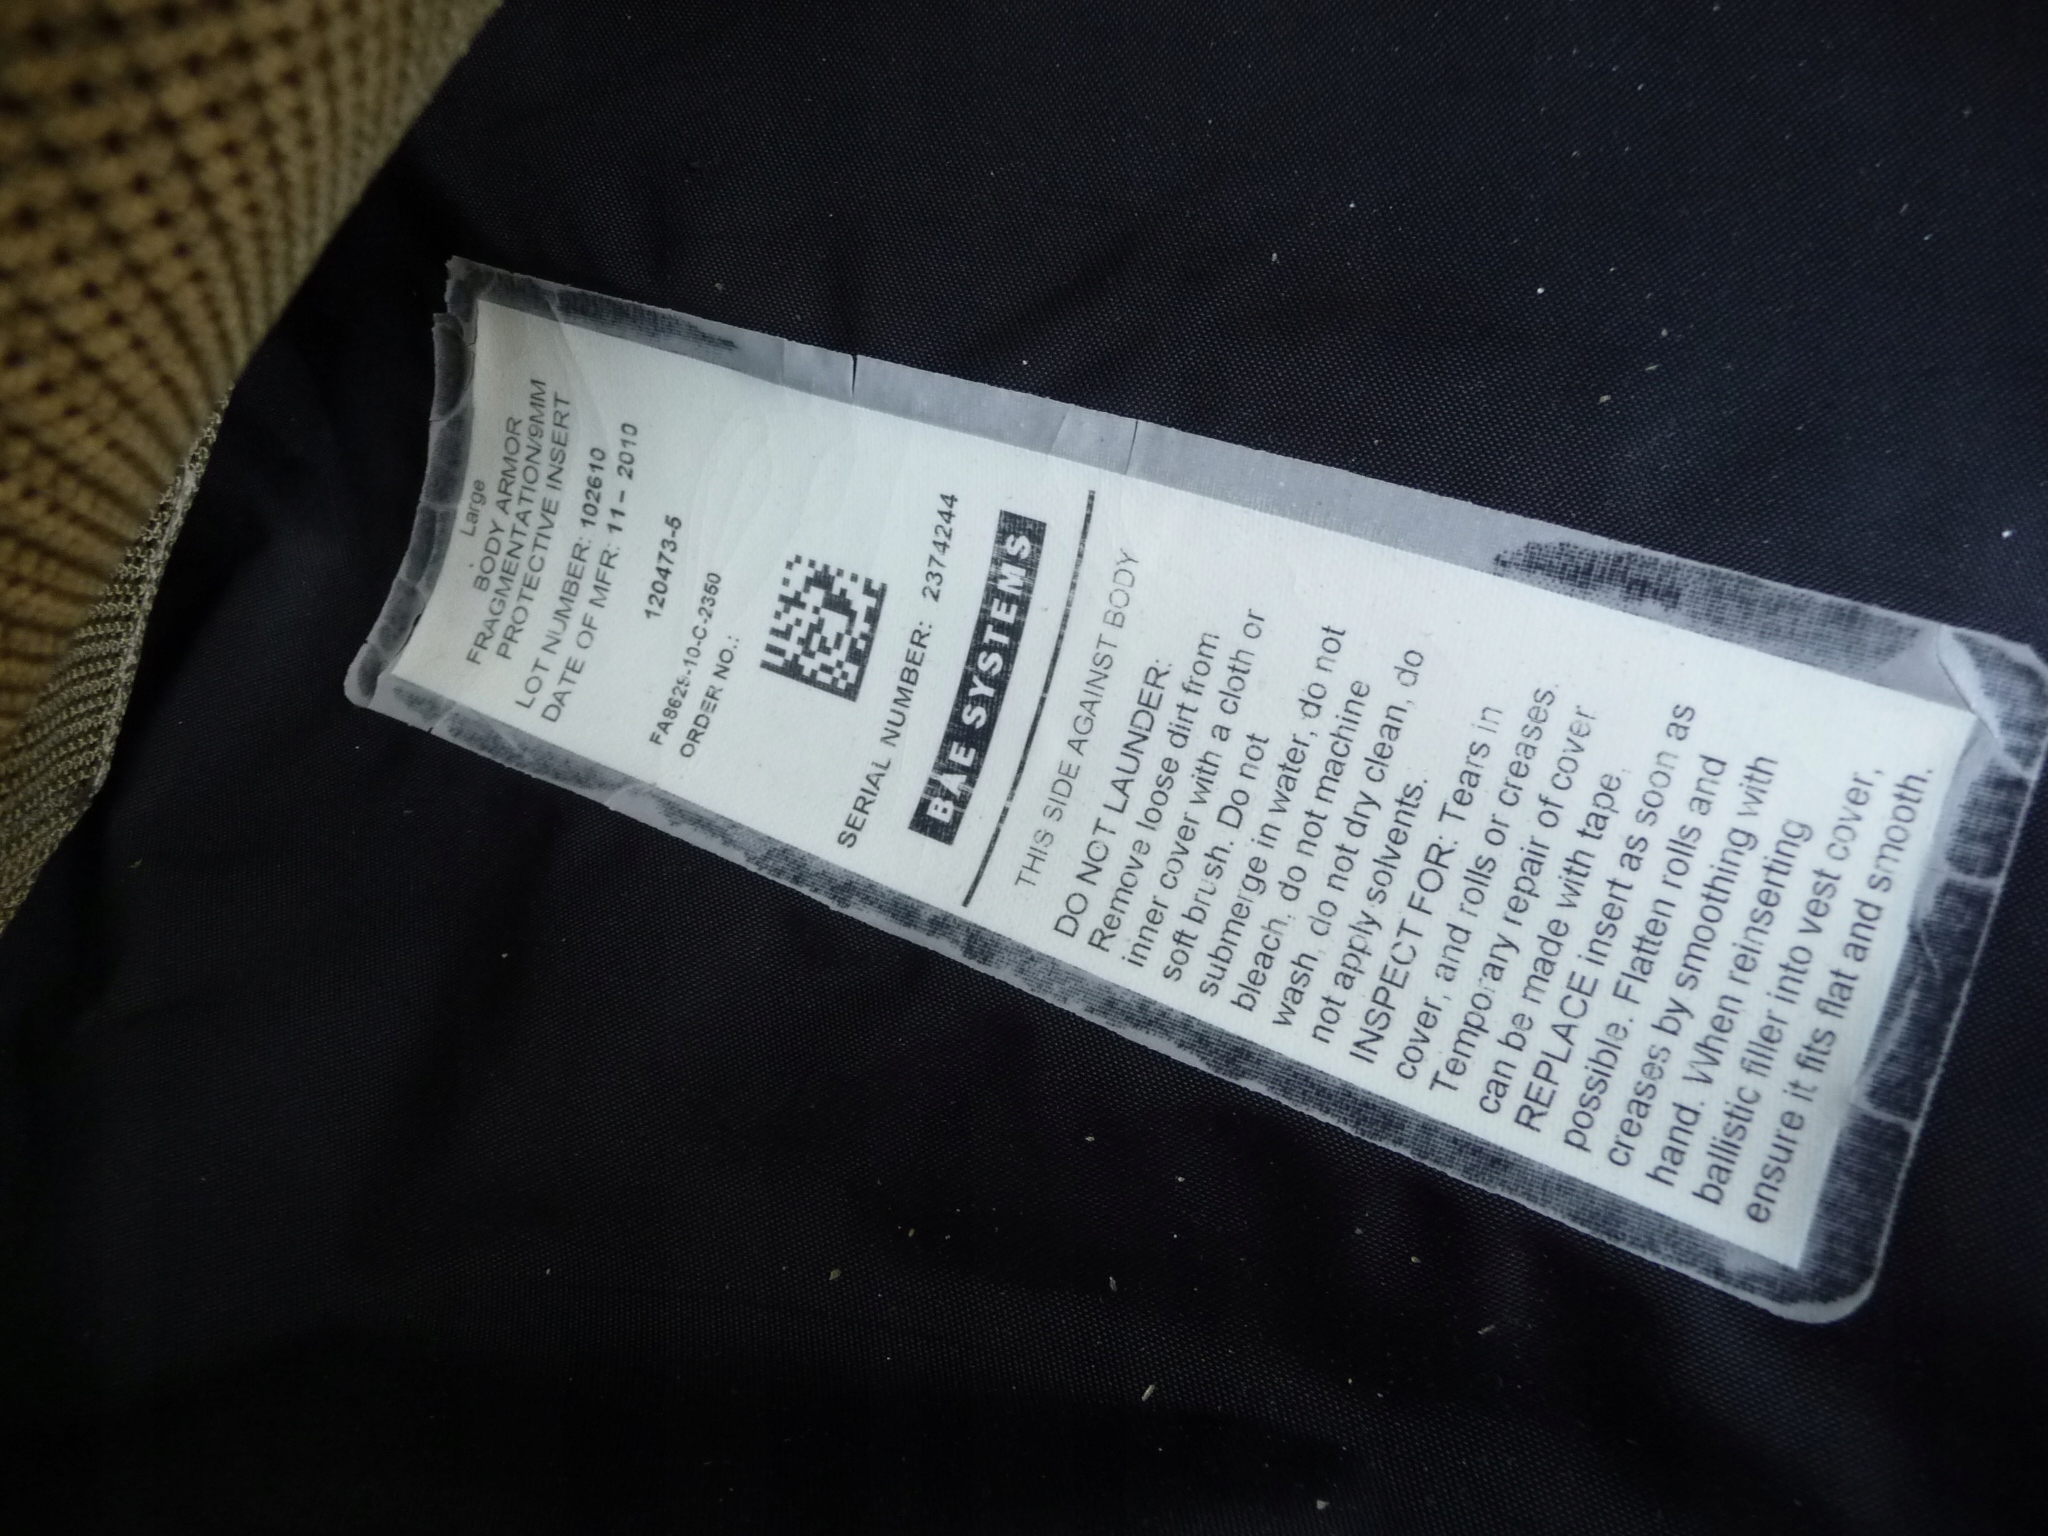 Large
BODY ARMOR
FRAGMENTATION/9MM
PROTECTIVE INSERT
LOT NUMBER: 102610
DATE OF MFR: 11 - 2010
120473-5
FA8629-10-C-2350
ORDER NO.:
SERIAL NUMBER: 2374244
BAE SYSTEMS
THIS SIDE AGAINST BODY
DO NOT LAUNDER:
Remove loose dirt from
inner cover with a cloth or
soft brush. Do not
submerge in water, do not
bleach, do not machine
wash, do not dry clean, do
not apply solvents.
INSPECT FOR: Tears in
cover, and rolls or creases.
Temporary repair of cover
can be made with tape.
REPLACE insert as soon as
possible. Flatten rolls and
creases by smoothing with
hand. When reinserting
ballistic filler into vest cover,
ensure it fits flat and smooth.